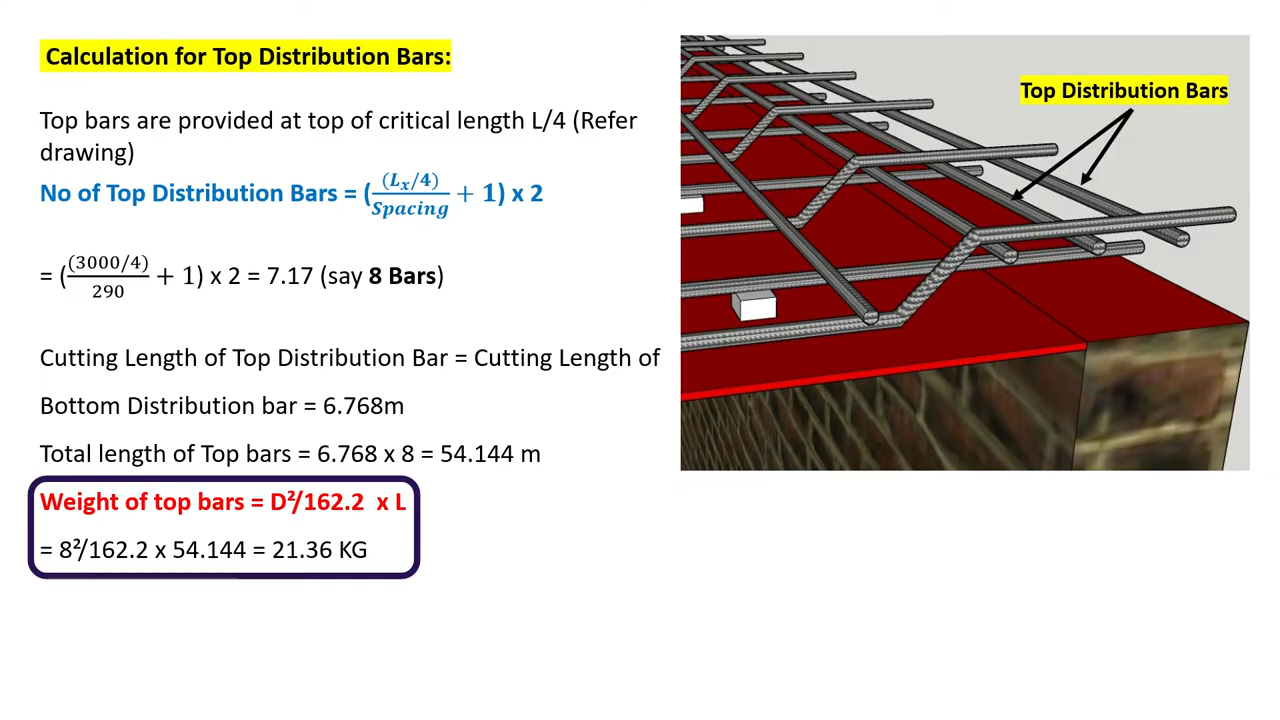 Calculation for Top Distribution Bars:
Top Distribution Bars
Top bars are provided at top of critical length L/4 (Refer
drawing)
No of Top Distribution Bars = ((Lₓ/4)/Spacing + 1) x 2
= ((3000/4)/290 + 1) x 2 = 7.17 (say 8 Bars)
Cutting Length of Top Distribution Bar = Cutting Length of
Bottom Distribution bar = 6.768m
Total length of Top bars = 6.768 x 8 = 54.144 m
Weight of top bars = D²/162.2 x L
= 8²/162.2 x 54.144 = 21.36 KG